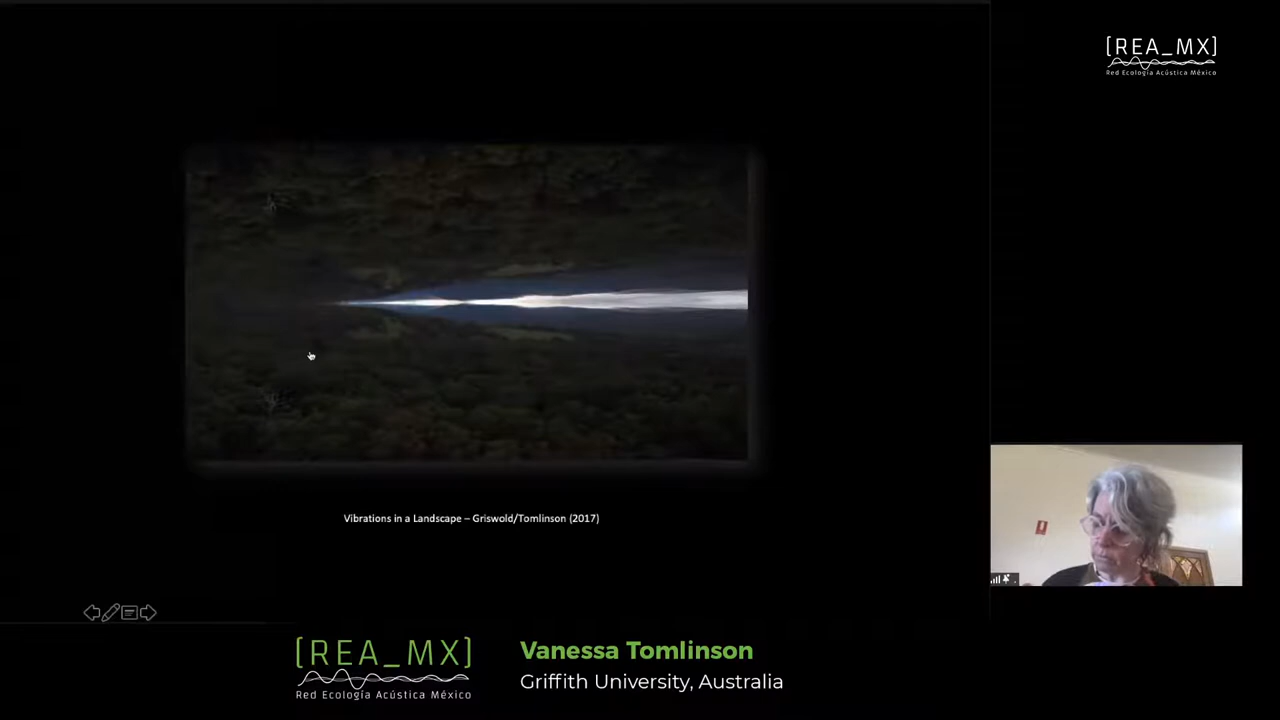 [REA_MX]
Red Ecología Acústica México
Vibrations in a Landscape – Griswold/Tomlinson (2017)
[REA_MX]
Red Ecología Acústica México
Vanessa Tomlinson
Griffith University, Australia